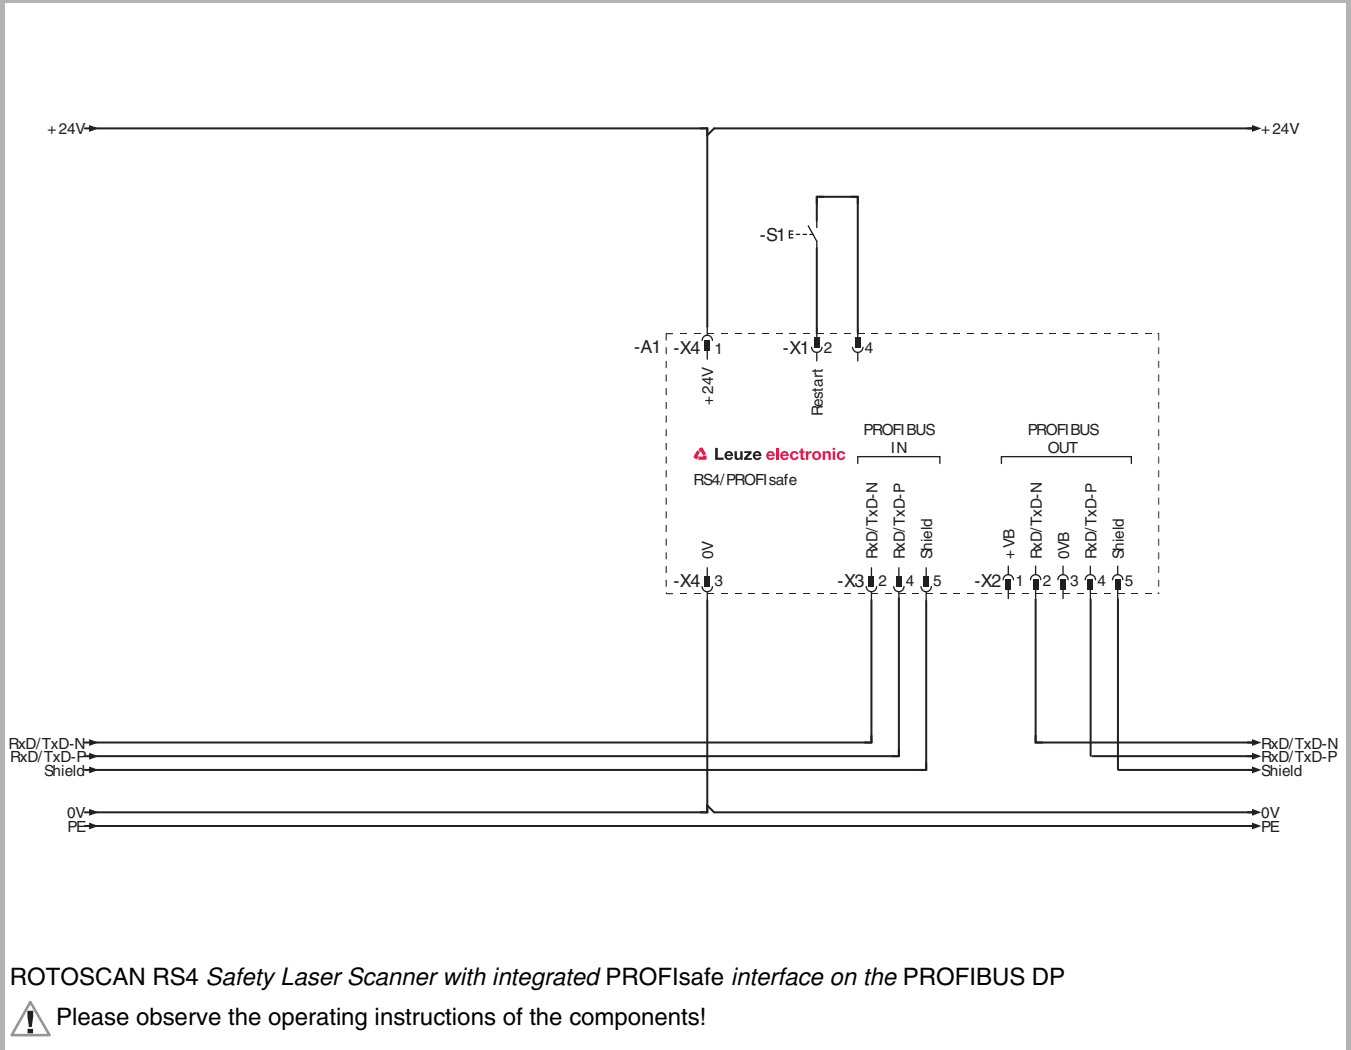 +24V +24V
-S1
-A1 -X4 1 -X1 2 4
+24V Restart
PROFIBUS IN PROFIBUS OUT
Leuze electronic
RS4/PROFIsafe
0V RxD/TxD-N RxD/TxD-P Shield +VB RxD/TxD-N 0VB RxD/TxD-P Shield
-X4 3 -X3 2 4 5 -X2 1 2 3 4 5
RxD/TxD-N RxD/TxD-N
RxD/TxD-P RxD/TxD-P
Shield Shield
0V 0V
PE PE
ROTOSCAN RS4 Safety Laser Scanner with integrated PROFIsafe interface on the PROFIBUS DP
Please observe the operating instructions of the components!